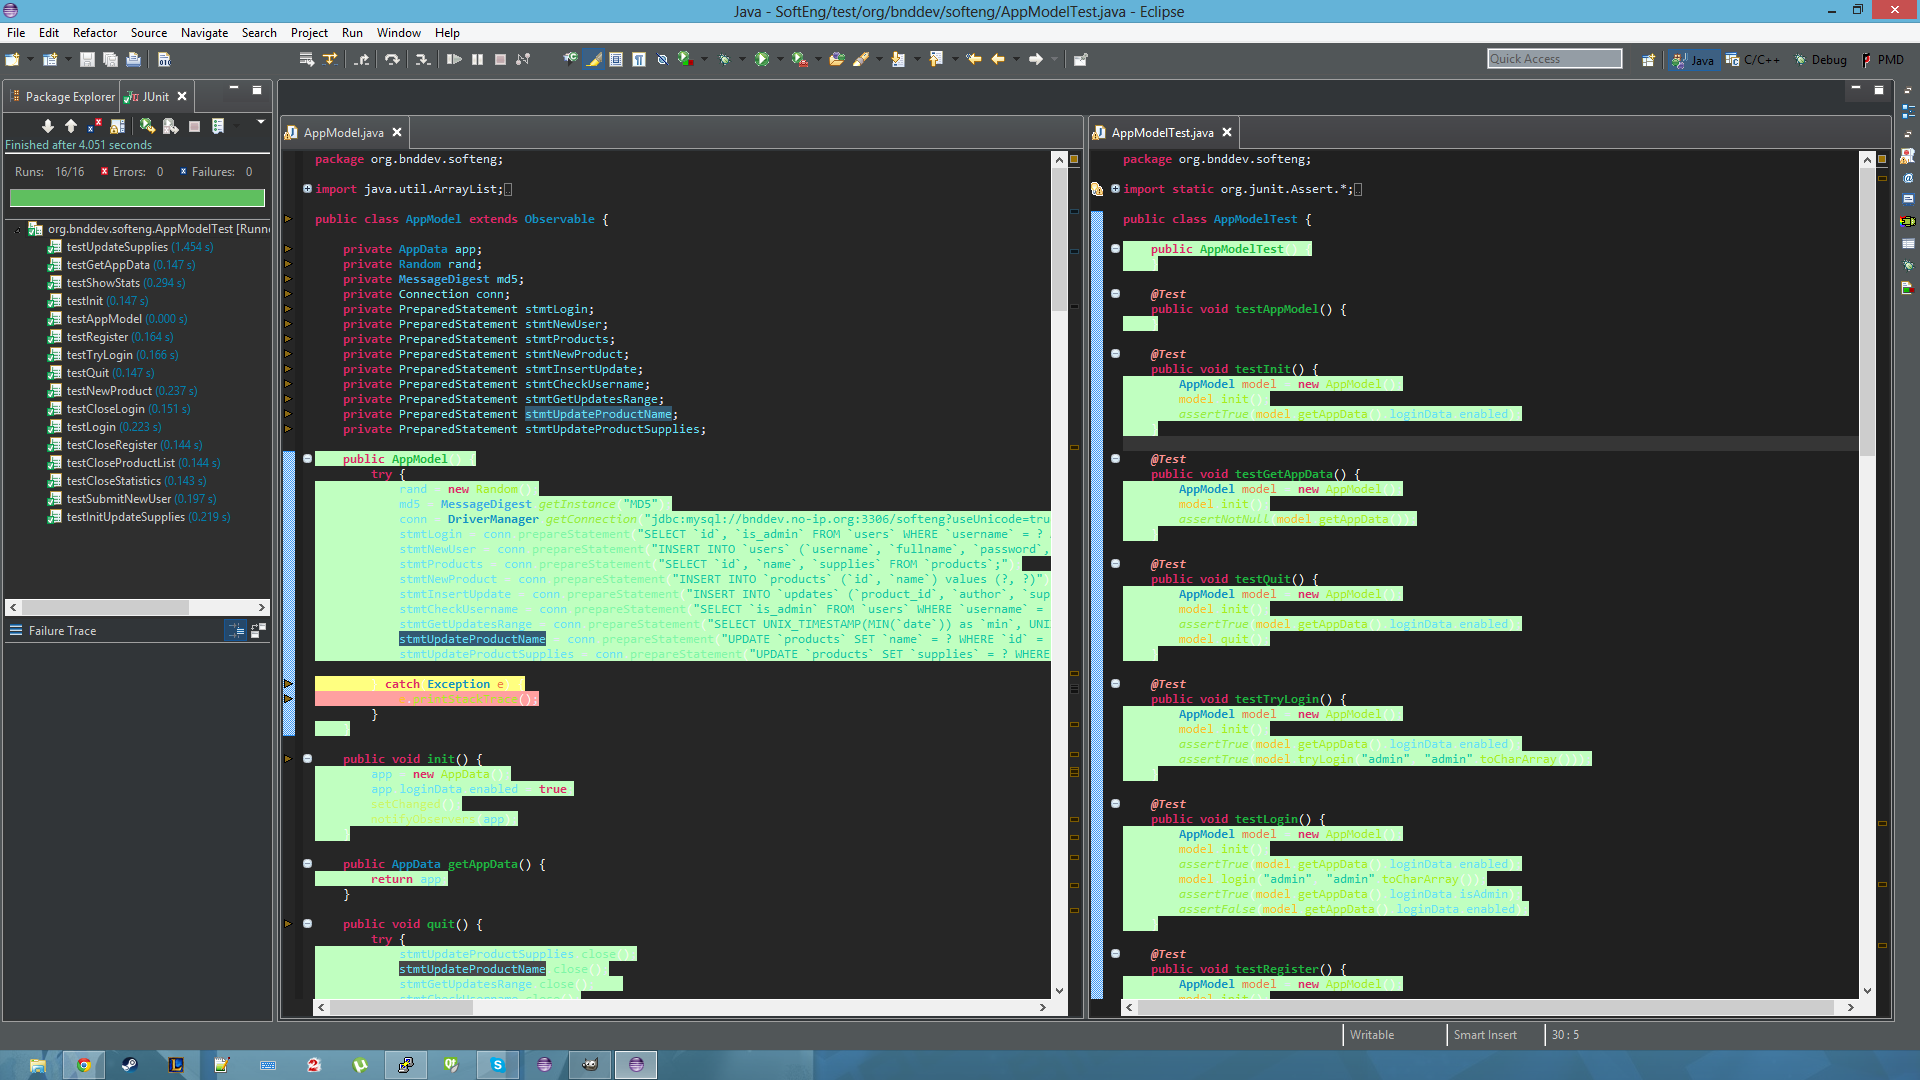 Java - SoftEng/test/org/bnddev/softeng/AppModelTest.java - Eclipse
File Edit Refactor Source Navigate Search Project Run Window Help
Quick Access
Java C/C++ Debug PMD
Package Explorer JUnit
Finished after 4.051 seconds
Runs: 16/16 Errors: 0 Failures: 0
org.bnddev.softeng.AppModelTest [Runne
testUpdateSupplies (1.454 s)
testGetAppData (0.147 s)
testShowStats (0.294 s)
testInit (0.147 s)
testAppModel (0.000 s)
testRegister (0.164 s)
testTryLogin (0.166 s)
testQuit (0.147 s)
testNewProduct (0.237 s)
testCloseLogin (0.151 s)
testLogin (0.223 s)
testCloseRegister (0.144 s)
testCloseProductList (0.144 s)
testCloseStatistics (0.143 s)
testSubmitNewUser (0.197 s)
testInitUpdateSupplies (0.219 s)
Failure Trace
AppModel.java
package org.bnddev.softeng;
import java.util.ArrayList;
public class AppModel extends Observable {
private AppData app;
private Random rand;
private MessageDigest md5;
private Connection conn;
private PreparedStatement stmtLogin;
private PreparedStatement stmtNewUser;
private PreparedStatement stmtProducts;
private PreparedStatement stmtNewProduct;
private PreparedStatement stmtInsertUpdate;
private PreparedStatement stmtCheckUsername;
private PreparedStatement stmtGetUpdatesRange;
private PreparedStatement stmtUpdateProductName;
private PreparedStatement stmtUpdateProductSupplies;
public AppModel() {
try {
rand new Random()
md5 MessageDigest getInstance("MD5")
conn DriverManager getConnection("jdbc:mysql://bnddev.no-ip.org:3306/softeng?useUnicode=tru
stmtLogin conn prepareStatement("SELECT `id`, `is_admin` FROM `users` WHERE `username` = ?
stmtNewUser = conn prepareStatement("INSERT INTO `users` (`username`, `fullname`, `password`,
stmtProducts conn prepareStatement("SELECT `id`, `name`, `supplies` FROM `products`;")
stmtNewProduct = conn prepareStatement("INSERT INTO `products` (`id`, `name`) values (?, ?)")
stmtInsertUpdate conn prepareStatement("INSERT INTO `updates` (`product_id`, `author`, `sup
stmtCheckUsername = conn prepareStatement("SELECT `is_admin` FROM `users` WHERE `username` =
stmtGetUpdatesRange conn prepareStatement("SELECT UNIX_TIMESTAMP(MIN(`date`)) as `min`, UNI
stmtUpdateProductName = conn prepareStatement("UPDATE `products` SET `name` = ? WHERE `id` =
stmtUpdateProductSupplies conn prepareStatement("UPDATE `products` SET `supplies` = ? WHERE
catch Exception e
();
}
public void init() {
app new AppData()
app loginData enabled = true
setChanged()
notifyObservers(app)
public AppData getAppData() {
return app
}
public void quit() {
try {
stmtUpdateProductSupplies close()
stmtUpdateProductName close()
stmtGetUpdatesRange close()
stmtCheckUsername close()
AppModelTest.java
package org.bnddev.softeng;
import static org.junit.Assert.*;
public class AppModelTest {
public AppModelTest
@Test
public void testAppModel() {
@Test
public void testInit() {
AppModel model new AppModel()
model init()
assertTrue(model getAppData() loginData enabled)
@Test
public void testGetAppData() {
AppModel model = new AppModel()
model init()
assertNotNull(model getAppData())
@Test
public void testQuit() {
AppModel model = new AppModel()
model init()
assertTrue(model getAppData() loginData enabled)
model quit()
@Test
public void testTryLogin() {
AppModel model new AppModel()
model init()
assertTrue(model getAppData() loginData enabled)
assertTrue(model tryLogin("admin" "admin" toCharArray()))
@Test
public void testLogin() {
AppModel model new AppModel()
model init()
assertTrue(model getAppData() loginData enabled)
model login("admin" "admin" toCharArray())
assertTrue(model getAppData() loginData isAdmin)
assertFalse(model getAppData() loginData enabled)
@Test
public void testRegister() {
AppModel model new AppModel()
model init()
Writable Smart Insert 30 : 5